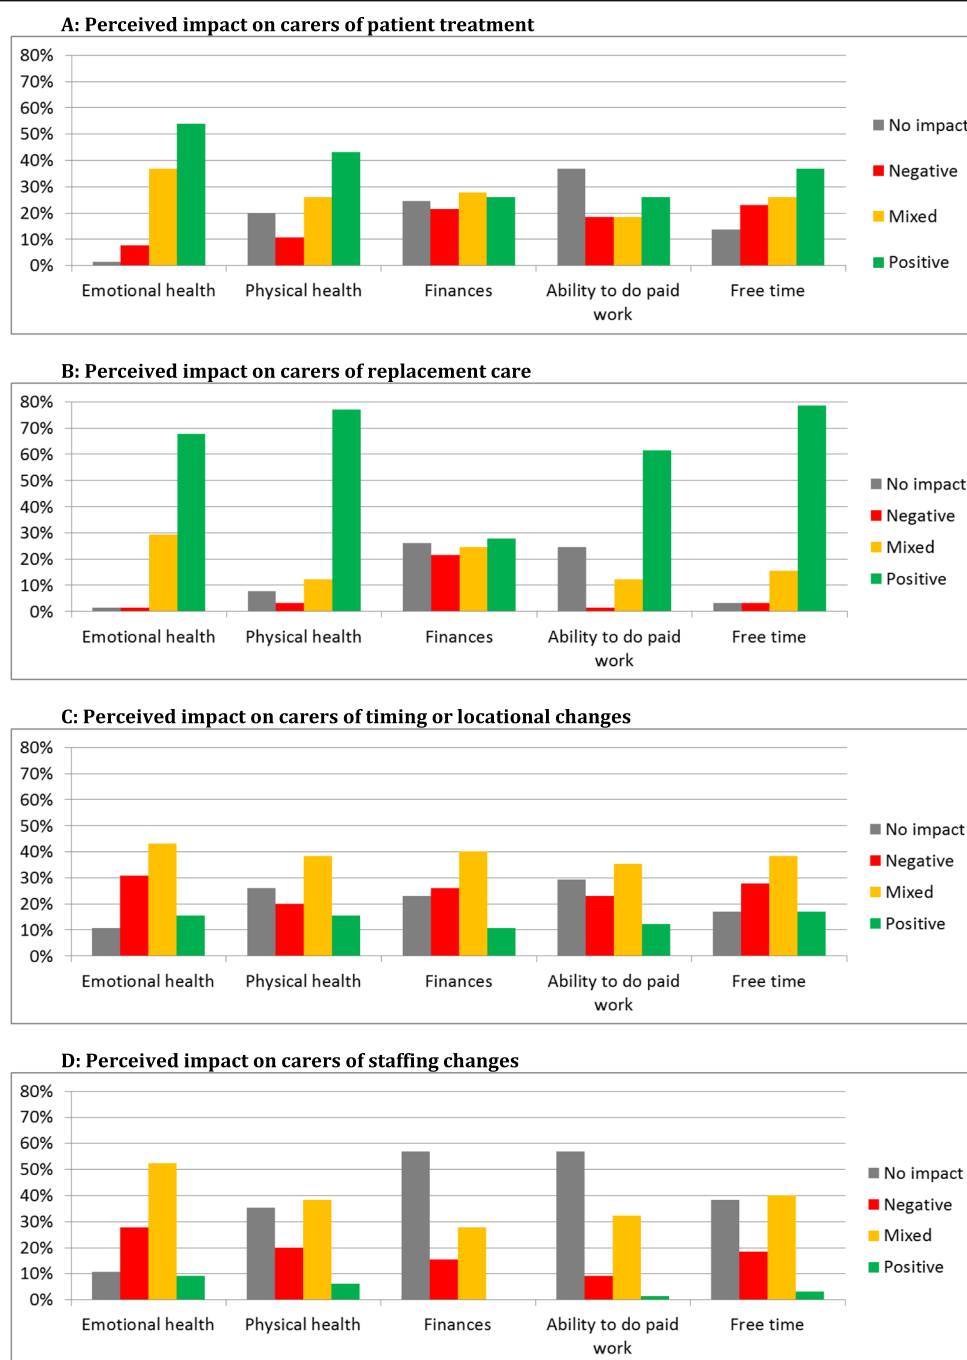 A: Perceived impact on carers of patient treatment
80%
70%
60%
50%
40%
30%
20%
10%
0%
Emotional health
Physical health
Finances
Ability to do paid
work
Free time
No impact
Negative
Mixed
Positive
B: Perceived impact on carers of replacement care
80%
70%
60%
50%
40%
30%
20%
10%
0%
Emotional health
Physical health
Finances
Ability to do paid
work
Free time
No impact
Negative
Mixed
Positive
C: Perceived impact on carers of timing or locational changes
80%
70%
60%
50%
40%
30%
20%
10%
0%
Emotional health
Physical health
Finances
Ability to do paid
work
Free time
No impact
Negative
Mixed
Positive
D: Perceived impact on carers of staffing changes
80%
70%
60%
50%
40%
30%
20%
10%
0%
Emotional health
Physical health
Finances
Ability to do paid
work
Free time
No impact
Negative
Mixed
Positive